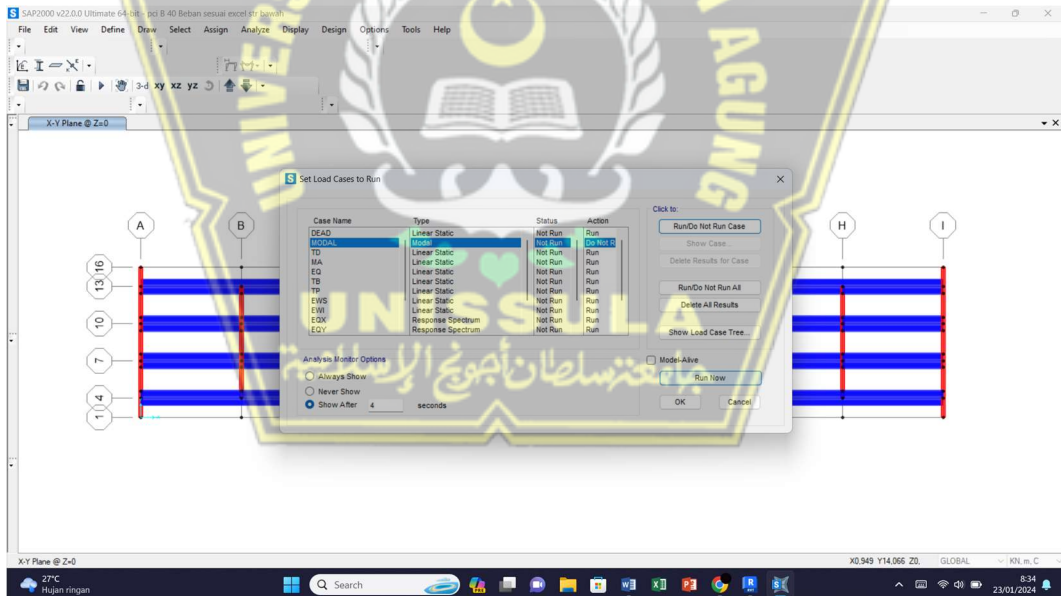 SAP2000 v22.0.0 Ultimate 64-bit - pci B 40 Beban sesuai excel str bawah
File Edit View Define Draw Select Assign Analyze Display Design Options Tools Help
3-d xy xz yz
X-Y Plane @ Z=0
Set Load Cases to Run
Case Name Type Status Action
DEAD Linear Static Not Run Run
MODAL Modal Not Run Do Not R
TD Linear Static Not Run Run
MA Linear Static Not Run Run
EQ Linear Static Not Run Run
TB Linear Static Not Run Run
TP Linear Static Not Run Run
EWS Linear Static Not Run Run
EWI Linear Static Not Run Run
EQX Response Spectrum Not Run Run
EQY Response Spectrum Not Run Run
Click to:
Run/Do Not Run Case
Show Case...
Delete Results for Case
Run/Do Not Run All
Delete All Results
Show Load Case Tree...
Analysis Monitor Options
Always Show
Never Show
Show After 4 seconds
Model-Alive
Run Now
OK Cancel
A B H I
16
13
10
7
4
1
UNIVERS
AGUNG
UNISSULA
جامعة سلطان أجونج الإسلامية
X-Y Plane @ Z=0
X0,949 Y14,066 Z0, GLOBAL KN, m, C
27°C
Hujan ringan
Search
8:34
23/01/2024